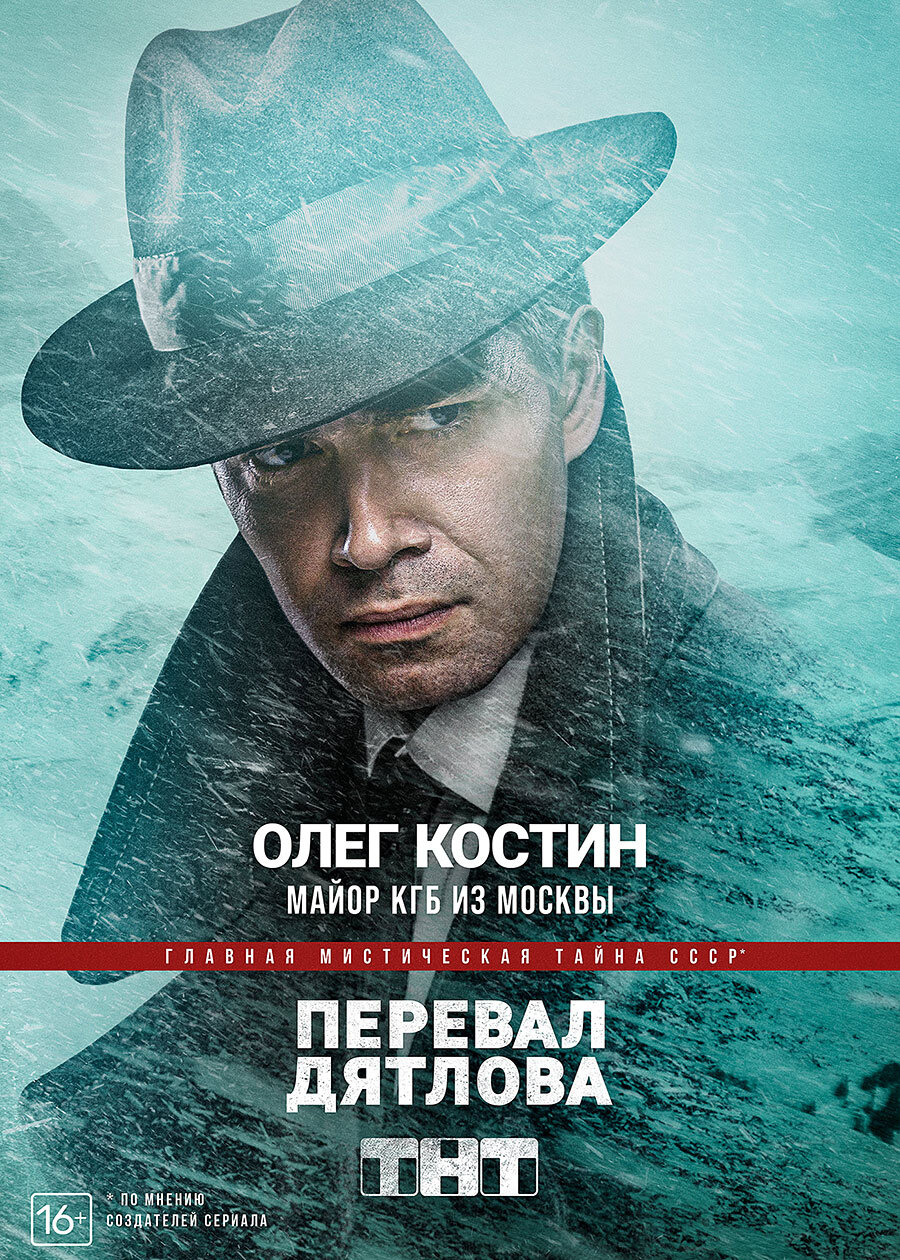 ОЛЕГ КОСТИН
МАЙОР КГБ ИЗ МОСКВЫ
ГЛАВНАЯ МИСТИЧЕСКАЯ ТАЙНА СССР*
ПЕРЕВАЛ
ДЯТЛОВА
ТНТ
16+
* ПО МНЕНИЮ
СОЗДАТЕЛЕЙ СЕРИАЛА